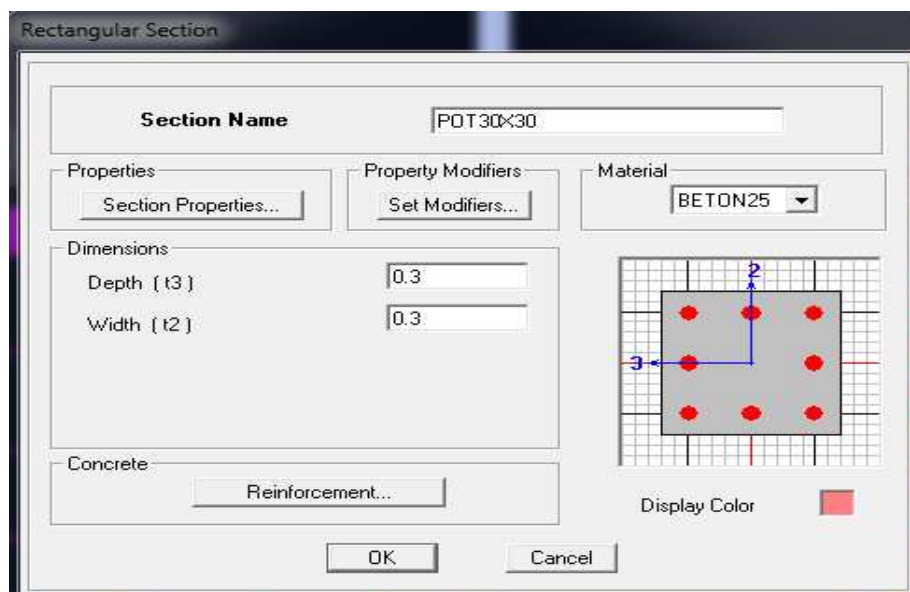 Rectangular Section
Section Name
POT30X30
Properties
Section Properties...
Property Modifiers
Set Modifiers...
Material
BETON25
Dimensions
Depth ( t3 )
0.3
Width ( t2 )
0.3
2
3
Concrete
Reinforcement...
Display Color
OK
Cancel